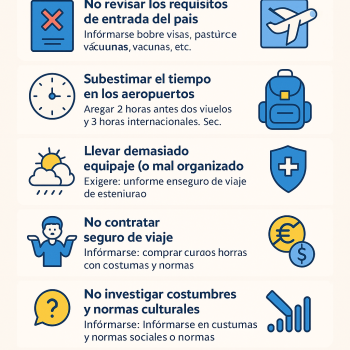 No revisar los requisitos
de entrada del pais
Infórmarse bobre visas, pastúrce
vácuunas, vacunas, etc.
Subestimar el tiempo
en los aeropuertos
Aregar 2 horas antes dos viuelos
y 3 horas internacionales. Sec.
Llevar demasiado
equipaje (o mal organizado
Exigere: unforme enseguro de viaje
de esteniurao
No contratar
seguro de viaje
Infórmarse: comprar curoos horras
con costumas y normas
No investigar costumbres
y normas culturales
Infórmarse: Infórmarse en custumas
y normas sociales o normas